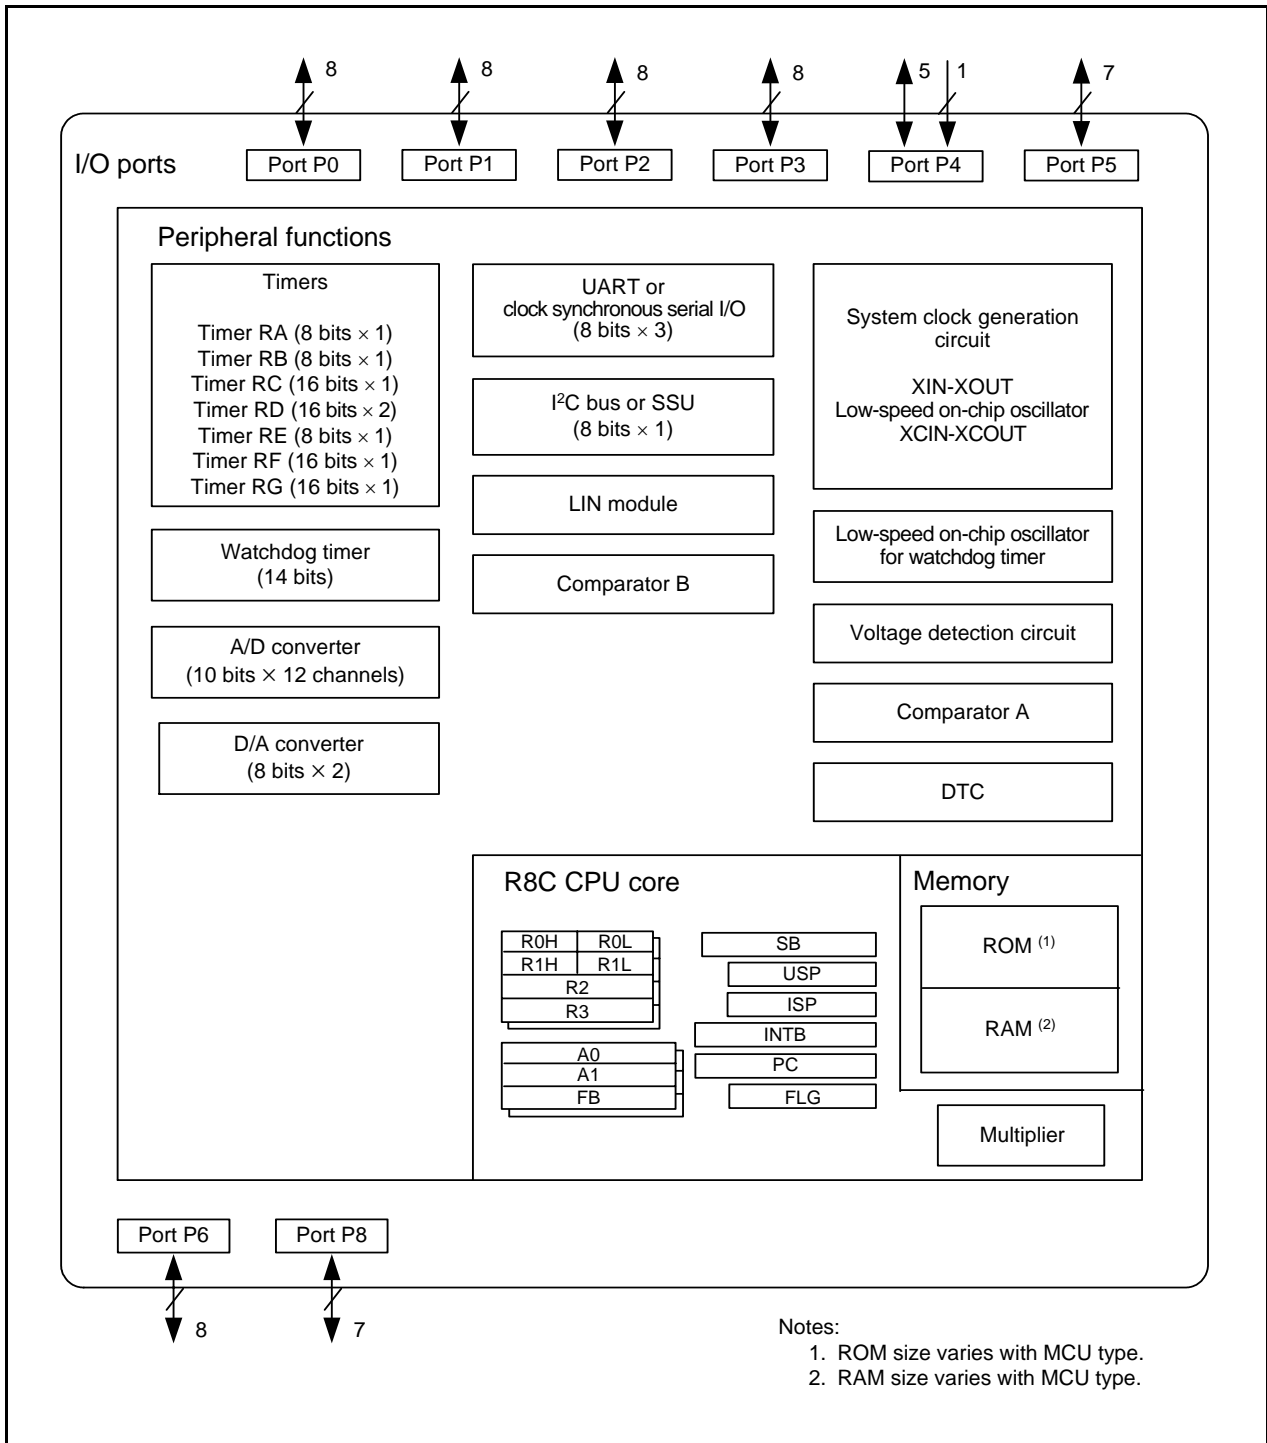 8
8
8
8
5
1
7
I/O ports
Port P0
Port P1
Port P2
Port P3
Port P4
Port P5
Peripheral functions
Timers
Timer RA (8 bits × 1)
Timer RB (8 bits × 1)
Timer RC (16 bits × 1)
Timer RD (16 bits × 2)
Timer RE (8 bits × 1)
Timer RF (16 bits × 1)
Timer RG (16 bits × 1)
Watchdog timer
(14 bits)
A/D converter
(10 bits × 12 channels)
D/A converter
(8 bits × 2)
UART or
clock synchronous serial I/O
(8 bits × 3)
I²C bus or SSU
(8 bits × 1)
LIN module
Comparator B
System clock generation
circuit
XIN-XOUT
Low-speed on-chip oscillator
XCIN-XCOUT
Low-speed on-chip oscillator
for watchdog timer
Voltage detection circuit
Comparator A
DTC
R8C CPU core
R0H
R0L
R1H
R1L
R2
R3
A0
A1
FB
SB
USP
ISP
INTB
PC
FLG
Memory
ROM (1)
RAM (2)
Multiplier
Port P6
Port P8
8
7
Notes:
1. ROM size varies with MCU type.
2. RAM size varies with MCU type.